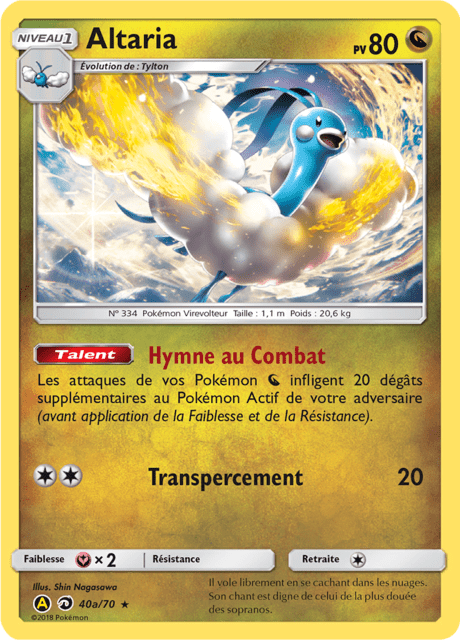 NIVEAU 1
Altaria
PV 80
Évolution de : Tylton
N° 334 Pokémon Virevolteur Taille : 1,1 m Poids : 20,6 kg
Talent Hymne au Combat
Les attaques de vos Pokémon infligent 20 dégâts
supplémentaires au Pokémon Actif de votre adversaire
(avant application de la Faiblesse et de la Résistance).
Transpercement 20
Faiblesse × 2 Résistance Retraite
Illus. Shin Nagasawa
A 40a/70 ★
©2018 Pokémon
Il vole librement en se cachant dans les nuages.
Son chant est digne de celui de la plus douée
des sopranos.